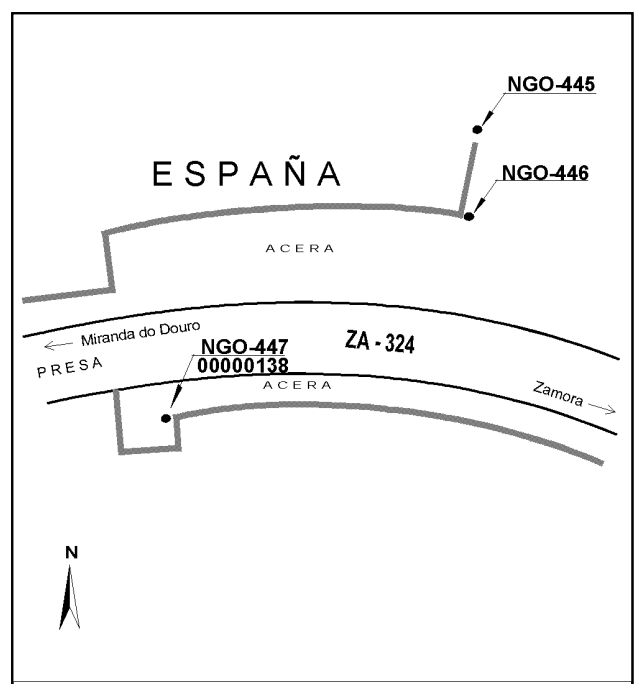 NGO-445
NGO-446
ESPAÑA
ACERA
Miranda do Douro
ZA - 324
PRESA
NGO-447
00000138
ACERA
Zamora
N